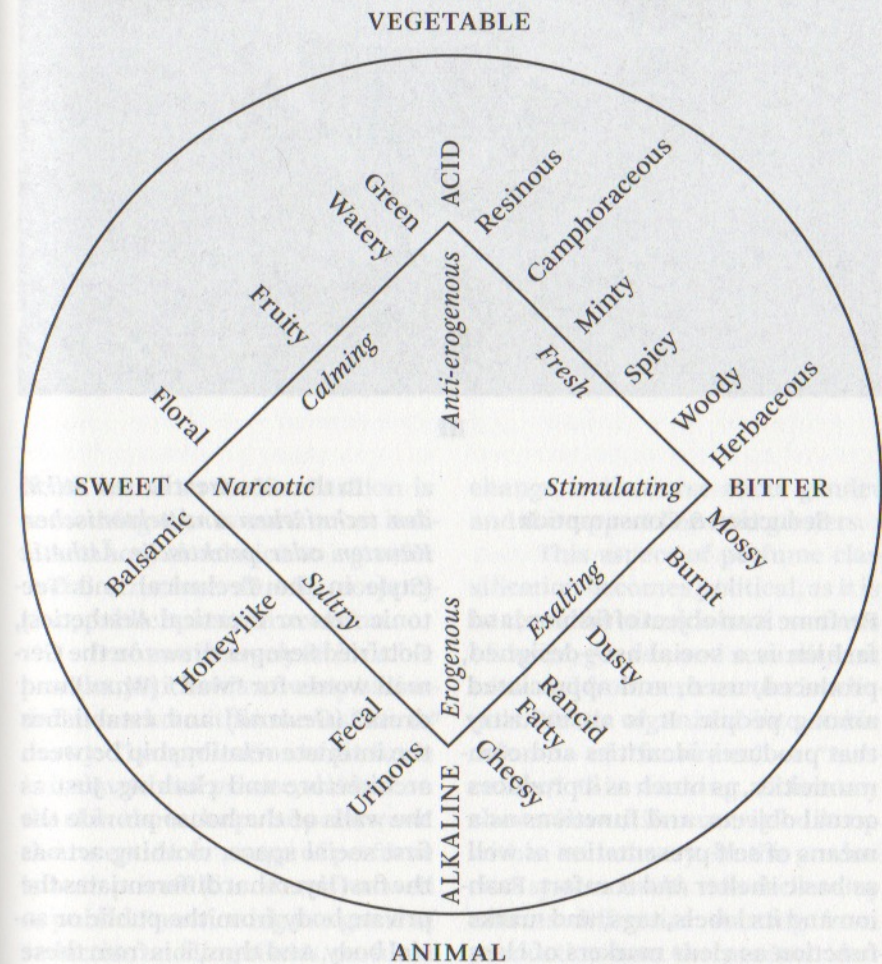 VEGETABLE
ACID
Green
Watery
Fruity
Floral
Resinous
Camphoraceous
Minty
Spicy
Woody
Herbaceous
Calming
Anti-erogenous
Fresh
SWEET
Narcotic
Stimulating
BITTER
Sultry
Erogenous
Exalting
Balsamic
Honey-like
Fecal
Urinous
Mossy
Burnt
Dusty
Rancid
Fatty
Cheesy
ALKALINE
ANIMAL